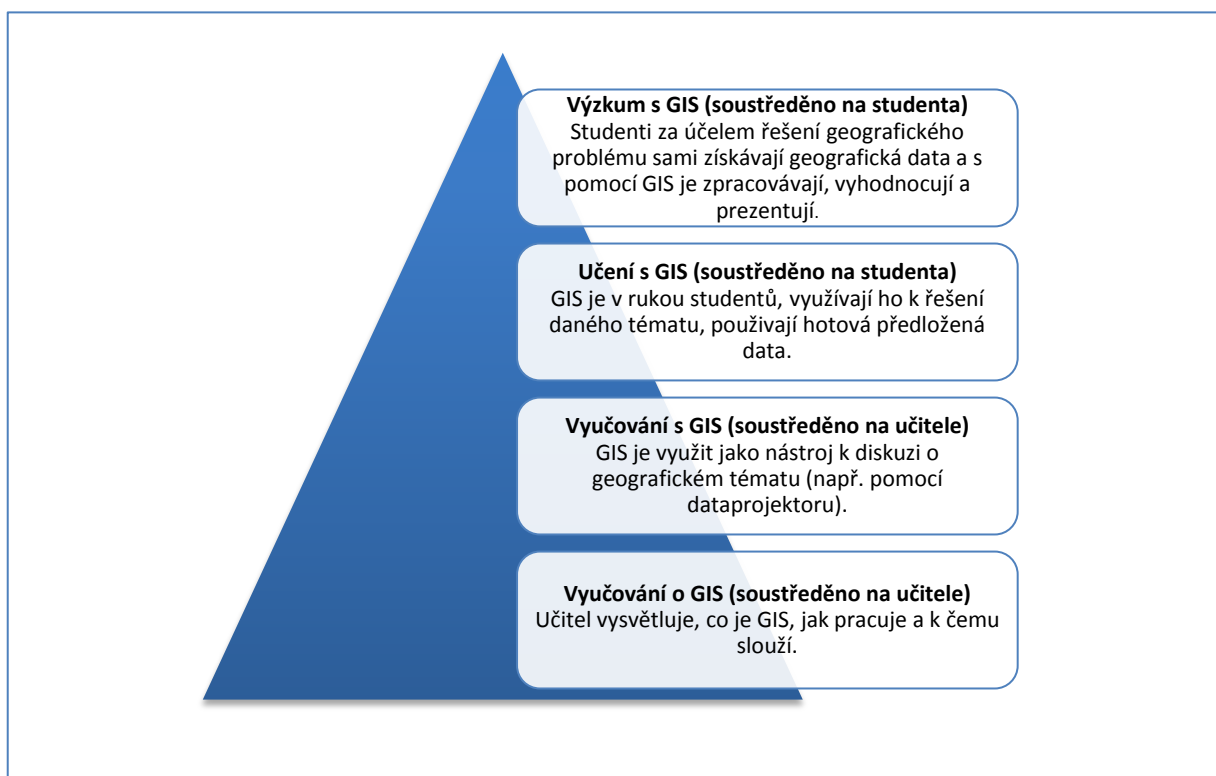 Výzkum s GIS (soustředěno na studenta)
Studenti za účelem řešení geografického
problému sami získávají geografická data a s
pomocí GIS je zpracovávají, vyhodnocují a
prezentují.
Učení s GIS (soustředěno na studenta)
GIS je v rukou studentů, využívají ho k řešení
daného tématu, použivají hotová předložená
data.
Vyučování s GIS (soustředěno na učitele)
GIS je využit jako nástroj k diskuzi o
geografickém tématu (např. pomocí
dataprojektoru).
Vyučování o GIS (soustředěno na učitele)
Učitel vysvětluje, co je GIS, jak pracuje a k čemu
slouží.